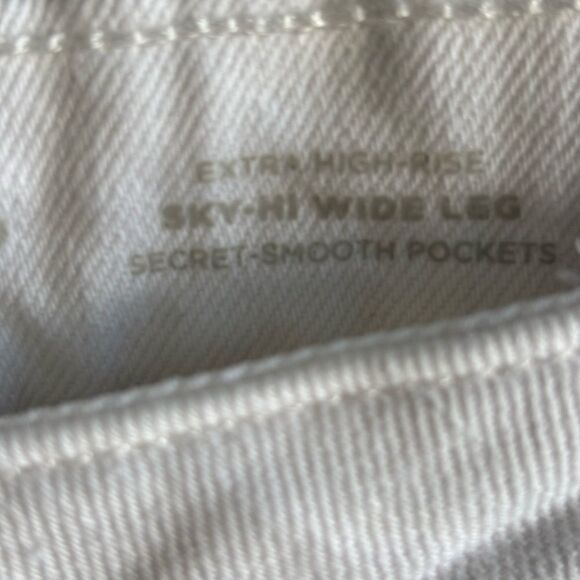 EXTRA HIGH-RISE
SKY-HI WIDE LEG
SECRET-SMOOTH POCKETS